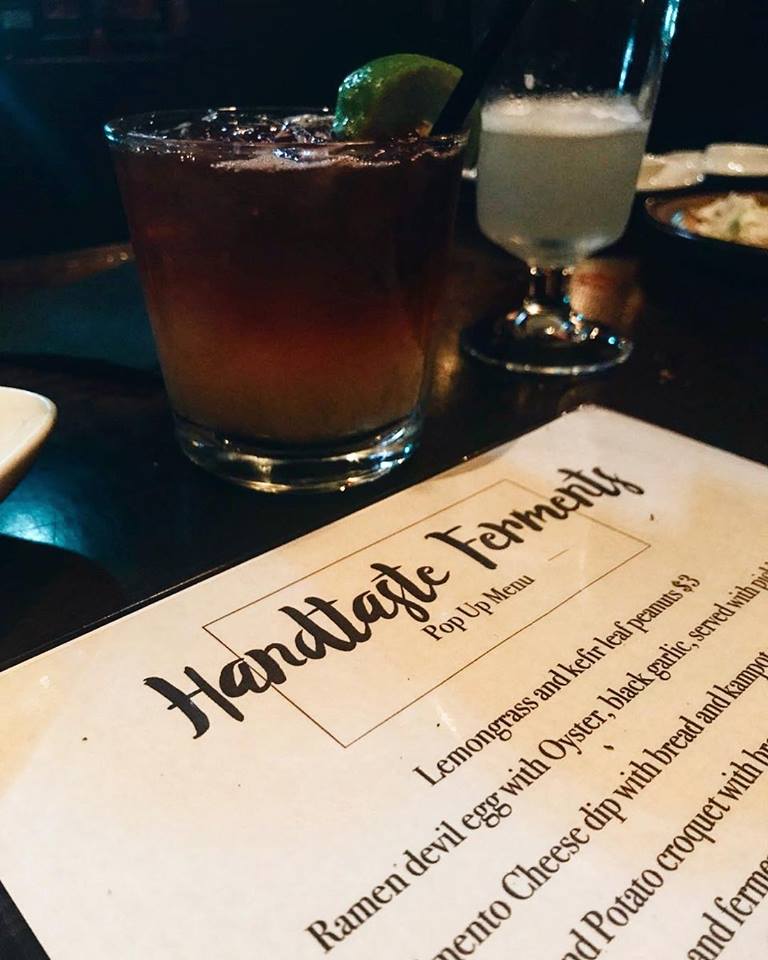 Handtaste Ferments
Pop Up Menu
Lemongrass and kefir leaf peanuts $3
Ramen devil egg with Oyster, black garlic, served with
Cheese dip with bread and kampot
Potato croquet with
and